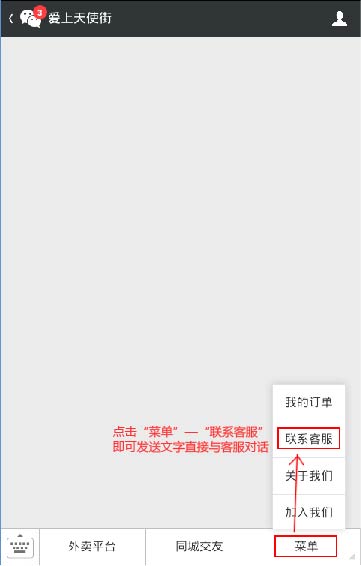 3
爱上天使街
我的订单
点击“菜单”—“联系客服”
即可发送文字直接与客服对话
联系客服
关于我们
加入我们
外卖平台
同城交友
菜单